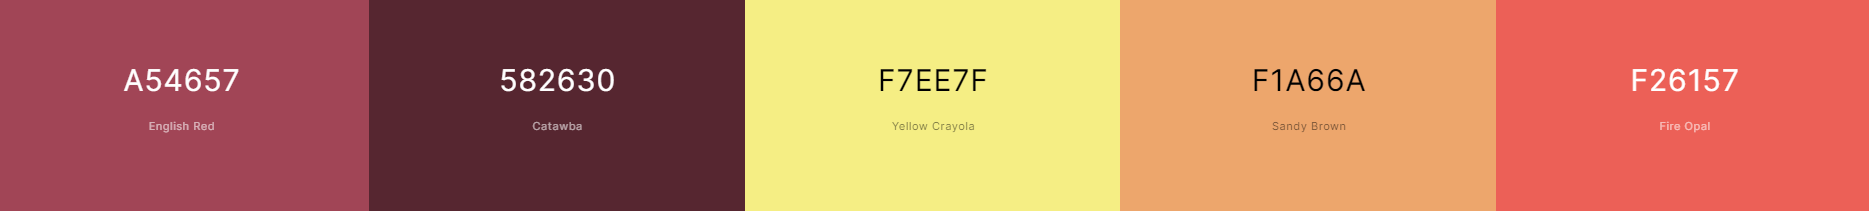 A54657
English Red
582630
Catawba
F7EE7F
Yellow Crayola
F1A66A
Sandy Brown
F26157
Fire Opal